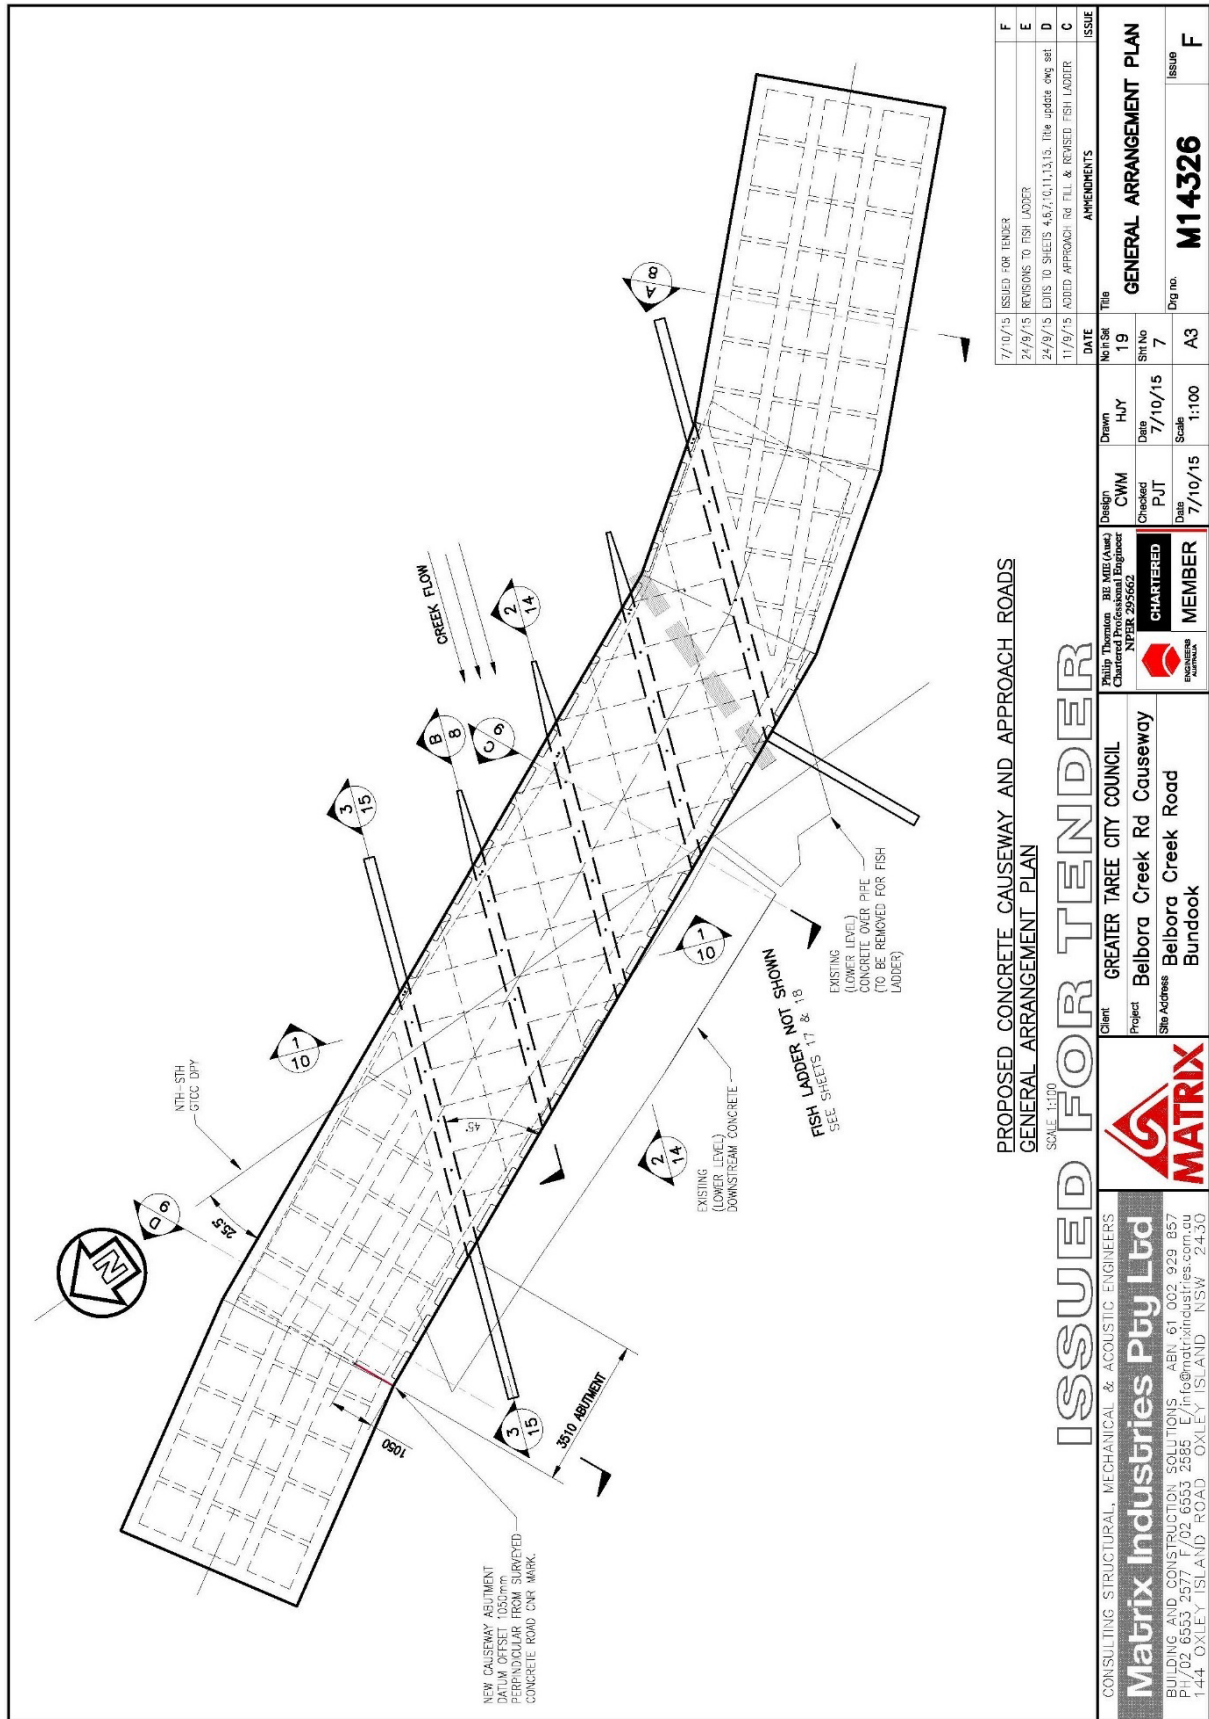 NTH-STH
GTCC DPY
25.5°
D
9
N
1
10
3
15
B
8
C
9
CREEK FLOW
2
14
A
8
45°
1050
3
15
3510 ABUTMENT
NEW CAUSEWAY ABUTMENT
DATUM OFFSET 1050mm
PERPINDICULAR FROM SURVEYED
CONCRETE ROAD CNR MARK.
EXISTING
(LOWER LEVEL)
DOWNSTREAM CONCRETE
2
14
1
10
FISH LADDER NOT SHOWN
SEE SHEETS 17 & 18
EXISTING
(LOWER LEVEL)
CONCRETE OVER PIPE
(TO BE REMOVED FOR FISH
LADDER)
PROPOSED CONCRETE CAUSEWAY AND APPROACH ROADS
GENERAL ARRANGEMENT PLAN
SCALE 1:100
ISSUED FOR TENDER
7/10/15 ISSUED FOR TENDER F
24/9/15 REVISIONS TO FISH LADDER E
24/9/15 EDITS TO SHEETS 4,6,7,10,11,13,15. Title update dwg set D
11/9/15 ADDED APPROACH Rd FILL & REVISED FISH LADDER C
DATE AMMENDMENTS ISSUE
CONSULTING STRUCTURAL, MECHANICAL & ACOUSTIC ENGINEERS
Matrix Industries Pty Ltd
BUILDING AND CONSTRUCTION SOLUTIONS ABN 61 002 929 857
PH/02 6553 2577 F/02 6553 2585 E/info@matrixindustries.com.au
144 OXLEY ISLAND ROAD OXLEY ISLAND NSW 2430
MATRIX
Client GREATER TAREE CITY COUNCIL
Project Belbora Creek Rd Causeway
Site Address Belbora Creek Road
Bundook
Philip Thornton BE MIE(Aust)
Chartered Professional Engineer
NPER 295662
ENGINEERS
AUSTRALIA
CHARTERED
MEMBER
Design CWM
Drawn HJY
No in Set 19
Checked PJT
Date 7/10/15
Sht No 7
Date 7/10/15
Scale 1:100
A3
Title
GENERAL ARRANGEMENT PLAN
Drg no. M14326
Issue F